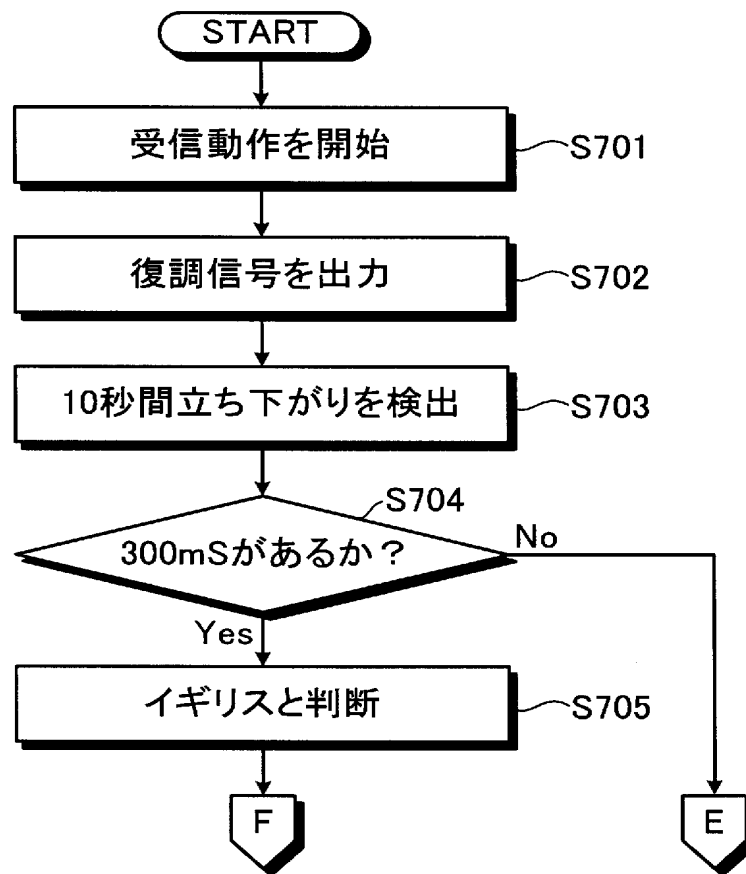 START
受信動作を開始
S701
復調信号を出力
S702
10秒間立ち下がりを検出
S703
S704
300mSがあるか？
No
Yes
イギリスと判断
S705
F
E